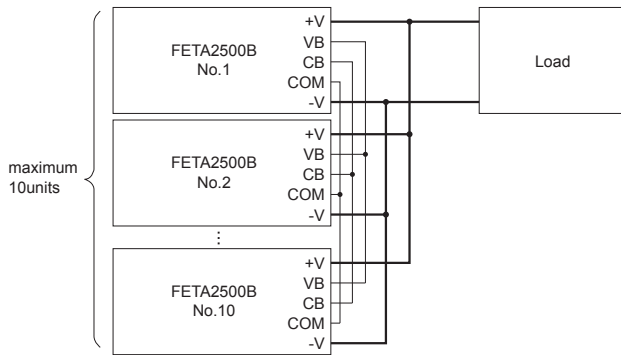 FETA2500B
No.1
+V
VB
CB
COM
-V
Load
maximum
10units
FETA2500B
No.2
+V
VB
CB
COM
-V
FETA2500B
No.10
+V
VB
CB
COM
-V